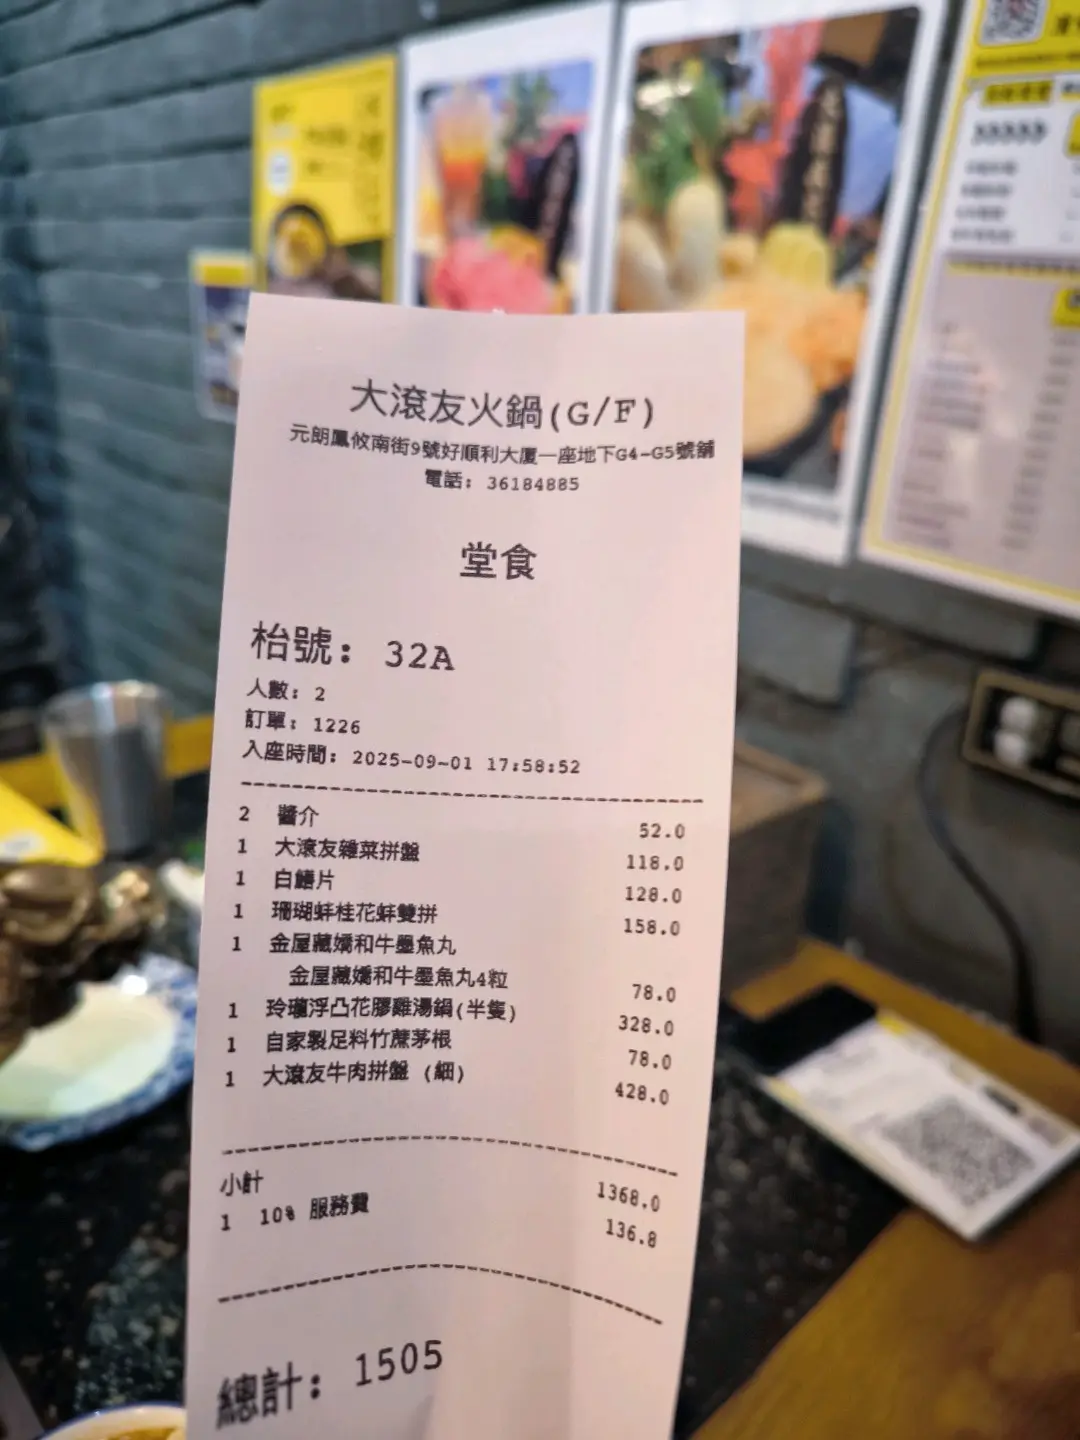 大滾友火鍋(G/F)
元朗鳳攸南街9號好順利大廈一座地下G4-G5號舖
電話: 36184885
堂食
枱號: 32A
人數: 2
訂單: 1226
入座時間: 2025-09-01 17:58:52
2 醬介 52.0
1 大滾友雜菜拼盤 118.0
1 白鱔片 128.0
1 珊瑚蚌桂花蚌雙拼 158.0
1 金屋藏嬌和牛墨魚丸
金屋藏嬌和牛墨魚丸4粒 78.0
1 玲瓏浮凸花膠雞湯鍋(半隻) 328.0
1 自家製足料竹蔗茅根 78.0
1 大滾友牛肉拼盤 (細) 428.0
小計 1368.0
1 10% 服務費 136.8
總計: 1505